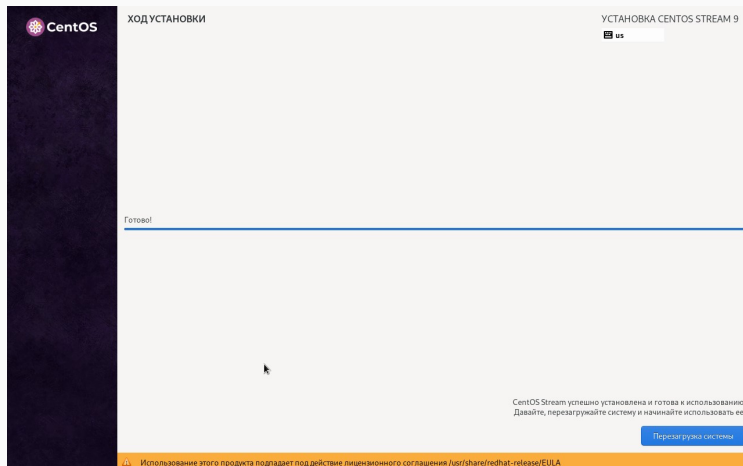 CentOS
ХОД УСТАНОВКИ
УСТАНОВКА CENTOS STREAM 9
us
Готово!
CentOS Stream успешно установлена и готова к использованию
Давайте, перезагружайте систему и начинайте использовать ее
Перезагрузка системы
Использование этого продукта подпадает под действие лицензионного соглашения /usr/share/redhat-release/EULA